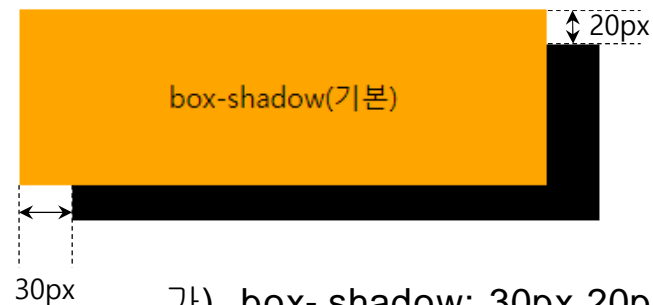 20px
box-shadow(기본)
30px
가) box- shadow: 30px 20p